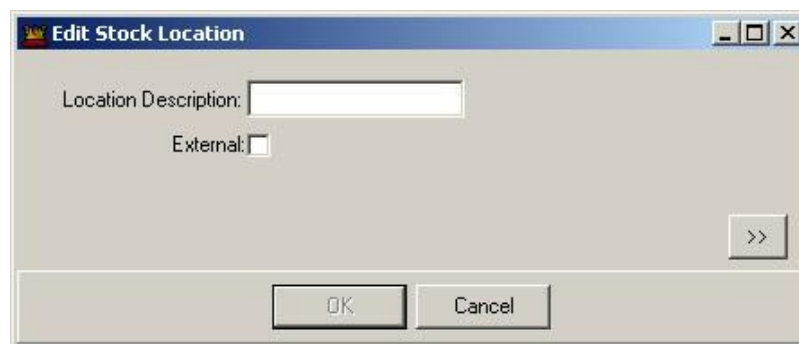 Edit Stock Location
Location Description:
External:
>>
OK Cancel